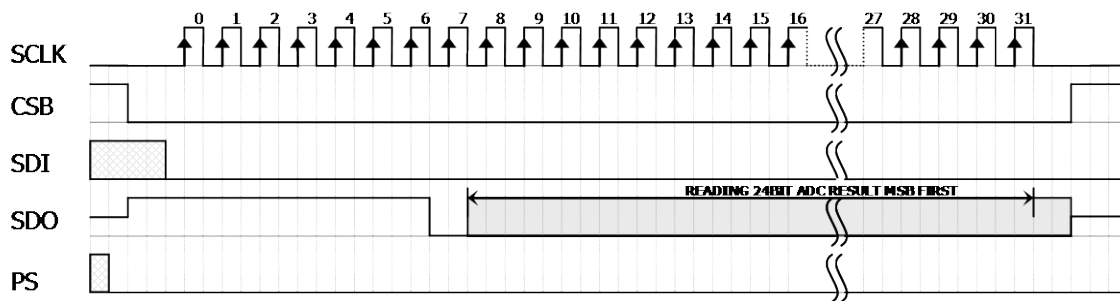 0 1 2 3 4 5 6 7 8 9 10 11 12 13 14 15 16 27 28 29 30 31
SCLK
CSB
SDI
READING 24BIT ADC RESULT MSB FIRST
SDO
PS